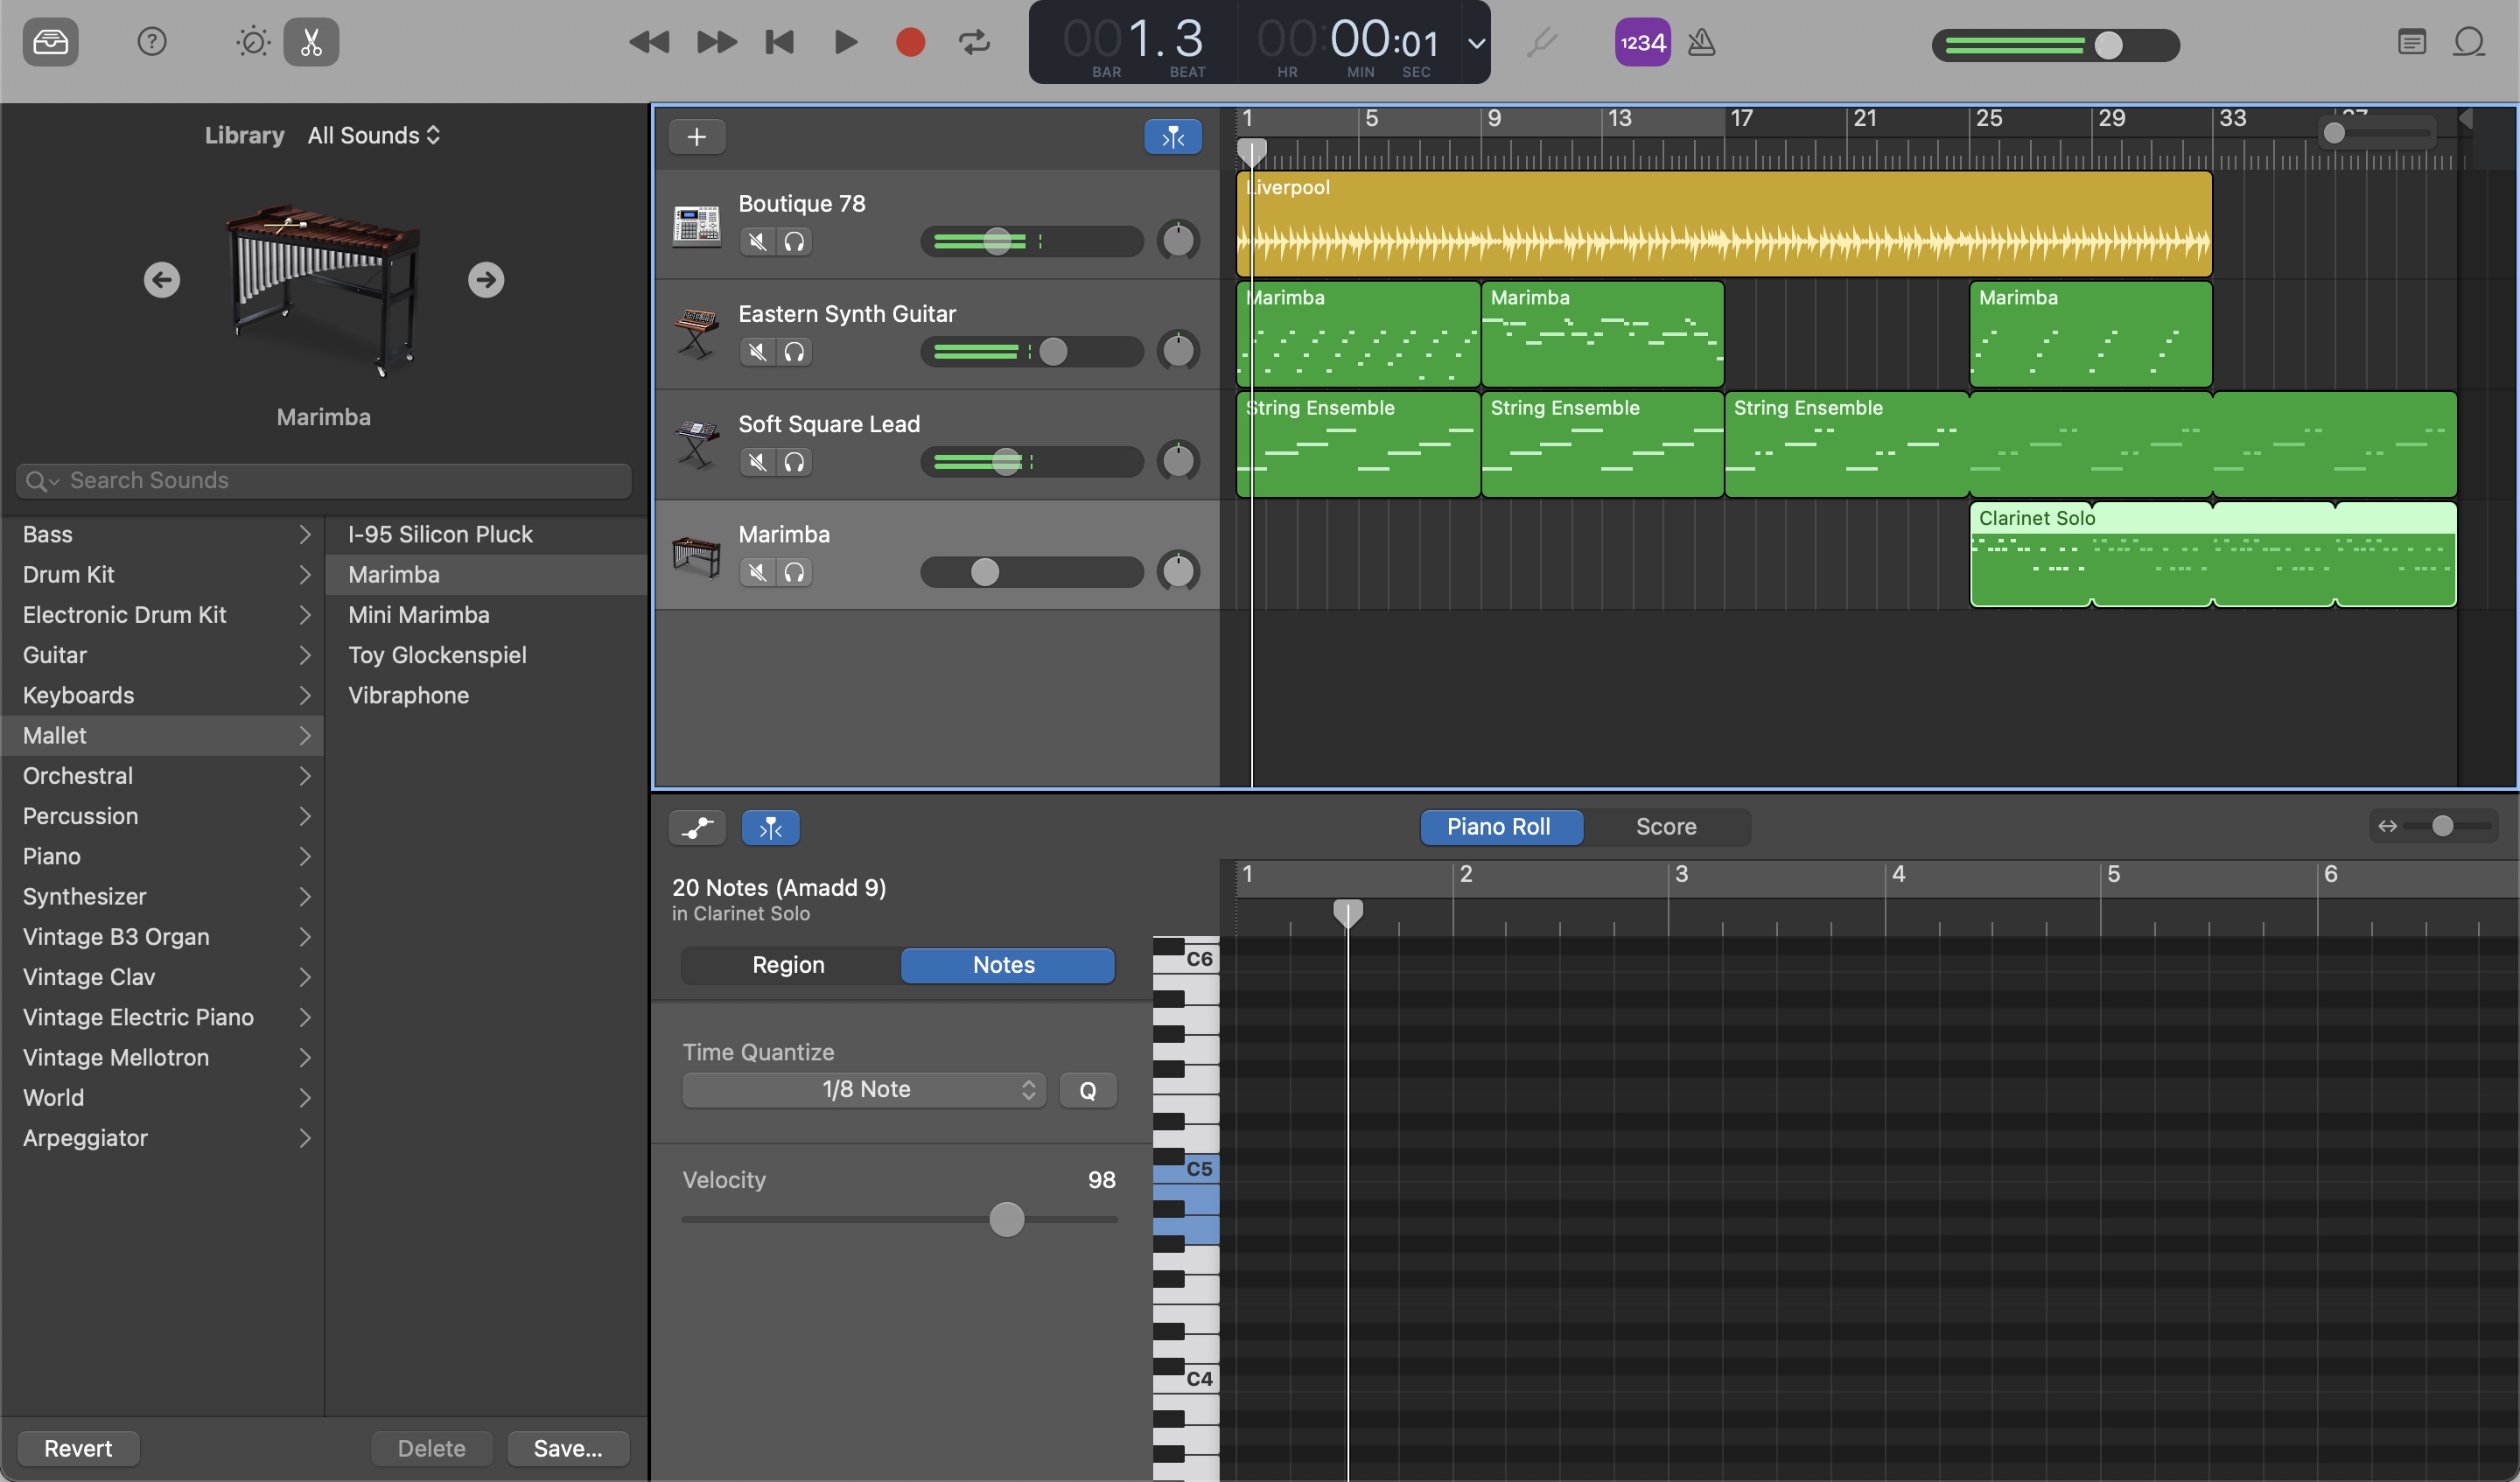 001.3
BAR BEAT
00:00:01
HR MIN SEC
1234
Library All Sounds
Marimba
Search Sounds
Bass
Drum Kit
Electronic Drum Kit
Guitar
Keyboards
Mallet
Orchestral
Percussion
Piano
Synthesizer
Vintage B3 Organ
Vintage Clav
Vintage Electric Piano
Vintage Mellotron
World
Arpeggiator
I-95 Silicon Pluck
Marimba
Mini Marimba
Toy Glockenspiel
Vibraphone
Revert Delete Save...
1 5 9 13 17 21 25 29 33
Boutique 78
Liverpool
Eastern Synth Guitar
Marimba Marimba Marimba
Soft Square Lead
String Ensemble String Ensemble String Ensemble
Marimba
Clarinet Solo
Piano Roll Score
1 2 3 4 5 6
20 Notes (Amadd 9)
in Clarinet Solo
Region Notes
Time Quantize
1/8 Note Q
Velocity 98
C6
C5
C4